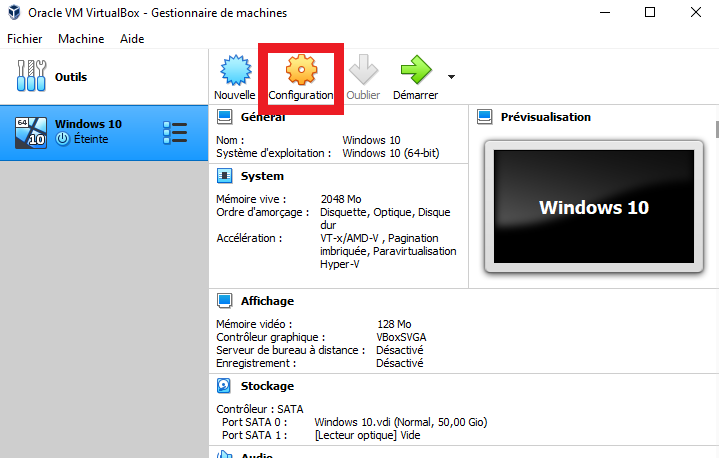 Oracle VM VirtualBox - Gestionnaire de machines
Fichier Machine Aide
Outils
Nouvelle Configuration Oublier Démarrer
64
10
Windows 10
Éteinte
Général
Nom : Windows 10
Système d'exploitation : Windows 10 (64-bit)
Prévisualisation
Windows 10
System
Mémoire vive : 2048 Mo
Ordre d'amorçage : Disquette, Optique, Disque
dur
Accélération : VT-x/AMD-V , Pagination
imbriquée, Paravirtualisation
Hyper-V
Affichage
Mémoire vidéo : 128 Mo
Contrôleur graphique : VBoxSVGA
Serveur de bureau à distance : Désactivé
Enregistrement : Désactivé
Stockage
Contrôleur : SATA
Port SATA 0 : Windows 10.vdi (Normal, 50,00 Gio)
Port SATA 1 : [Lecteur optique] Vide
Audio